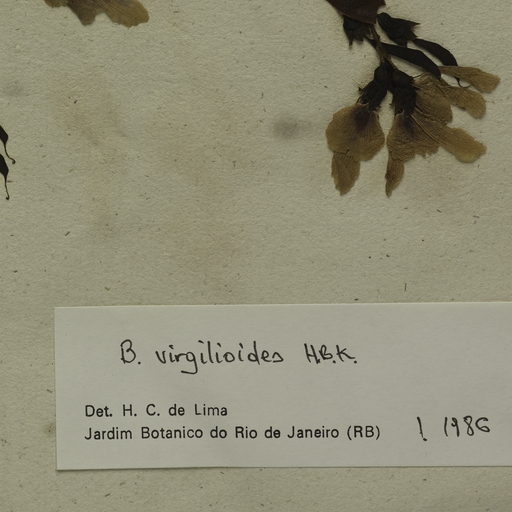 B. virgilioides H.B.K.
Det. H. C. de Lima
Jardim Botanico do Rio de Janeiro (RB) ! 1986